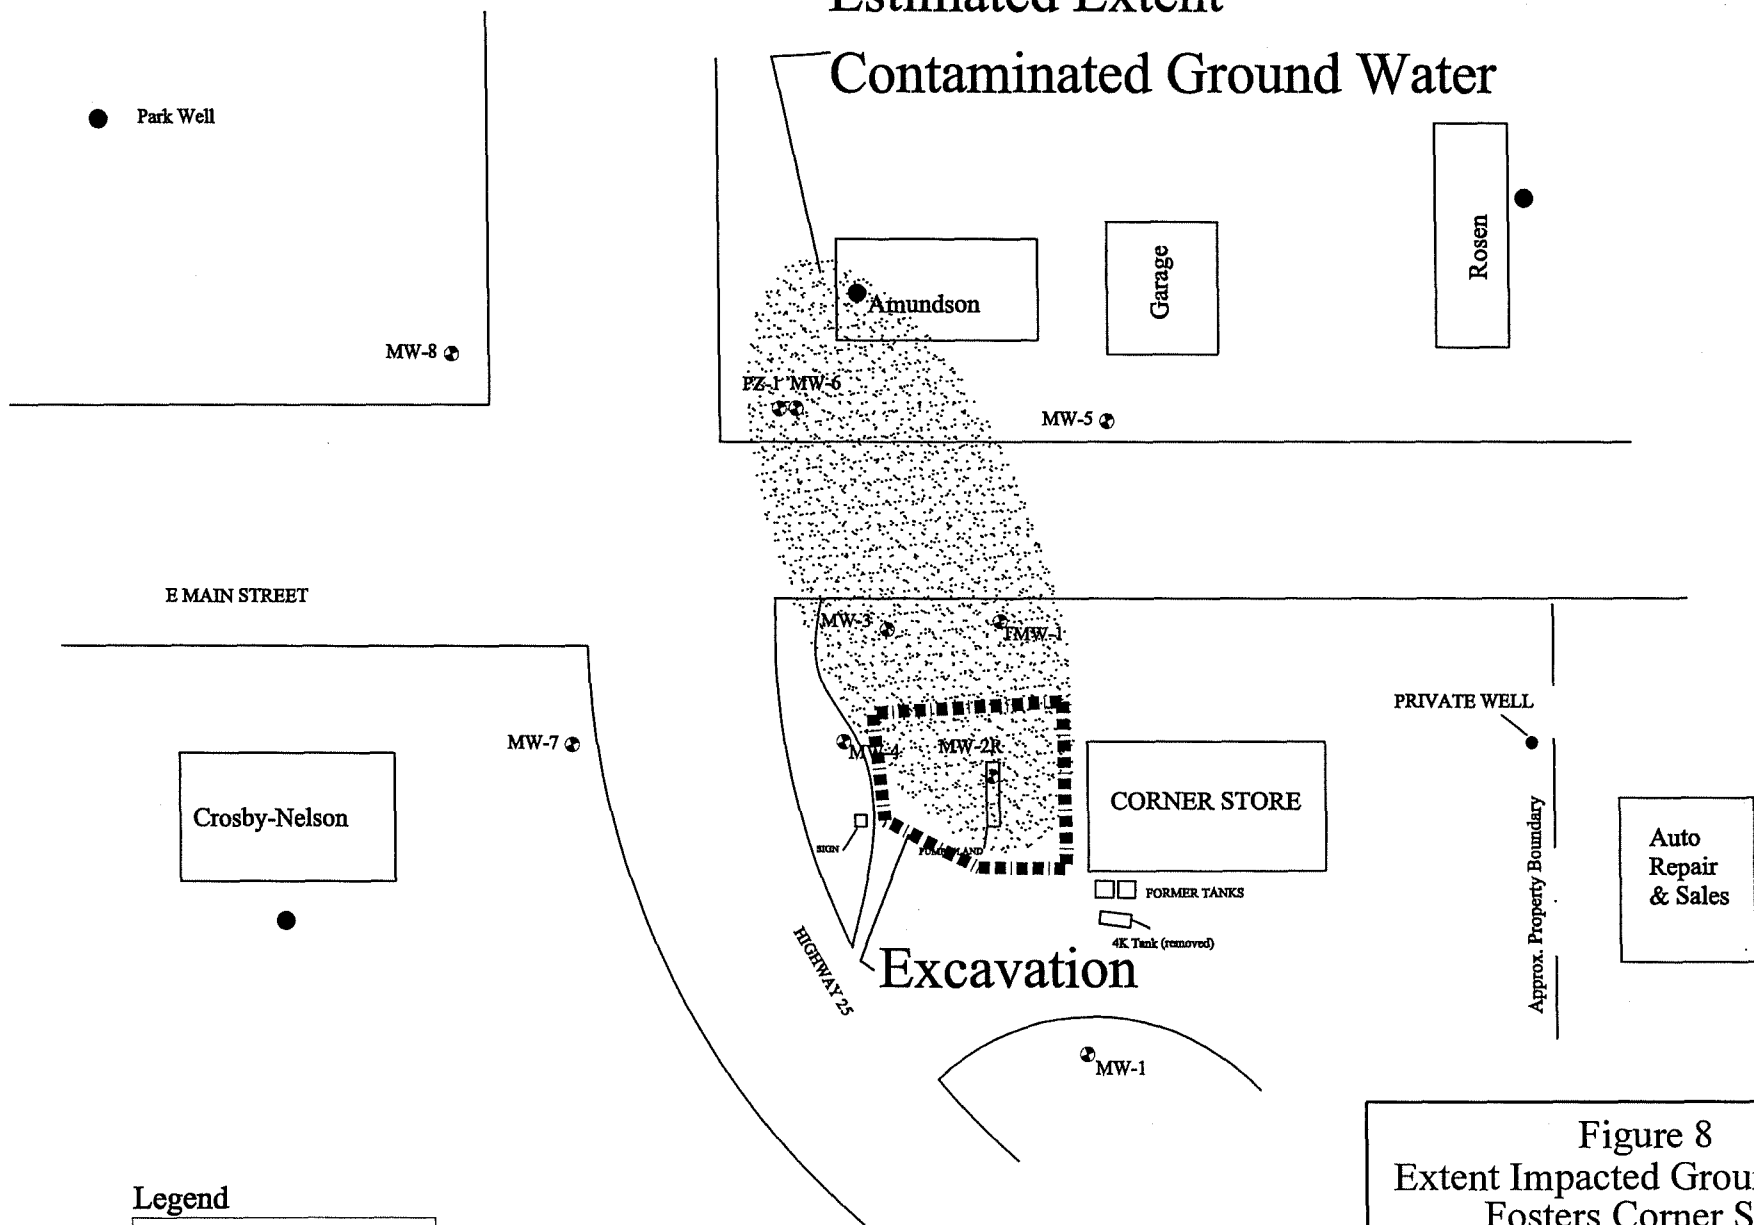 Estimated Extent
Contaminated Ground Water
Park Well
Rosen
Garage
Amundson
MW-8
PZ-1 MW-6
MW-5
E MAIN STREET
MW-3
TMW-1
PRIVATE WELL
MW-7
MW-4
MW-2R
CORNER STORE
Crosby-Nelson
SIGN
PUMP ISLAND
Auto
Repair
& Sales
FORMER TANKS
4K Tank (removed)
Approx. Property Boundary
HIGHWAY 25
Excavation
MW-1
Figure 8
Extent Impacted Grou
Fosters Corner S
Legend